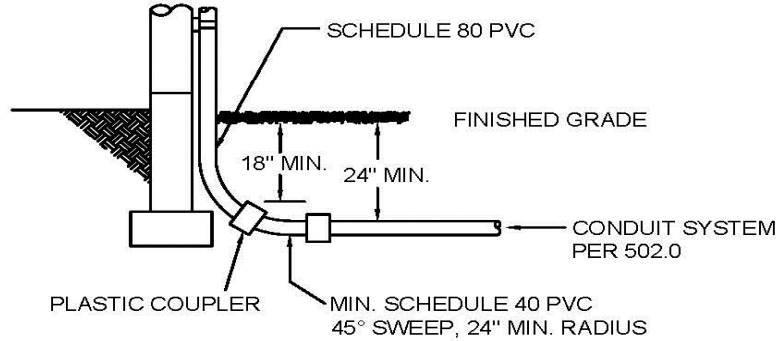 SCHEDULE 80 PVC
FINISHED GRADE
18" MIN.
24" MIN.
CONDUIT SYSTEM
PER 502.0
PLASTIC COUPLER
MIN. SCHEDULE 40 PVC
45° SWEEP, 24" MIN. RADIUS